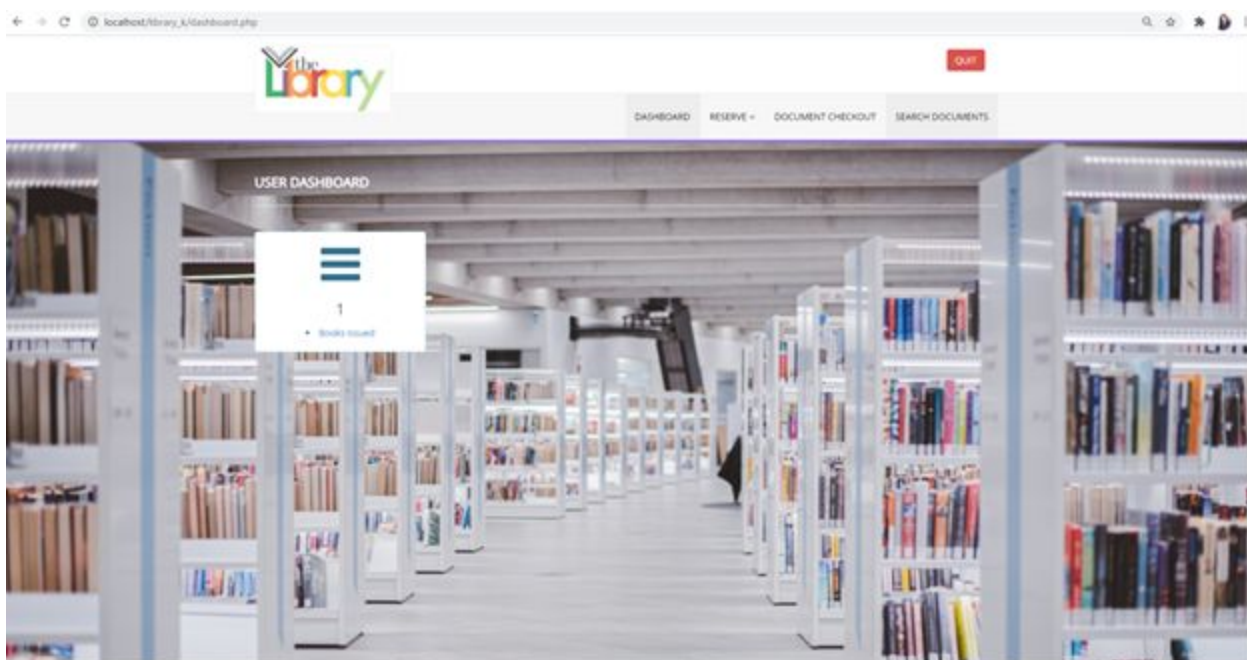 localhost/library_k/dashboard.php
the
Library
QUIT
DASHBOARD RESERVE DOCUMENT CHECKOUT SEARCH DOCUMENTS
USER DASHBOARD
1
Books Issued